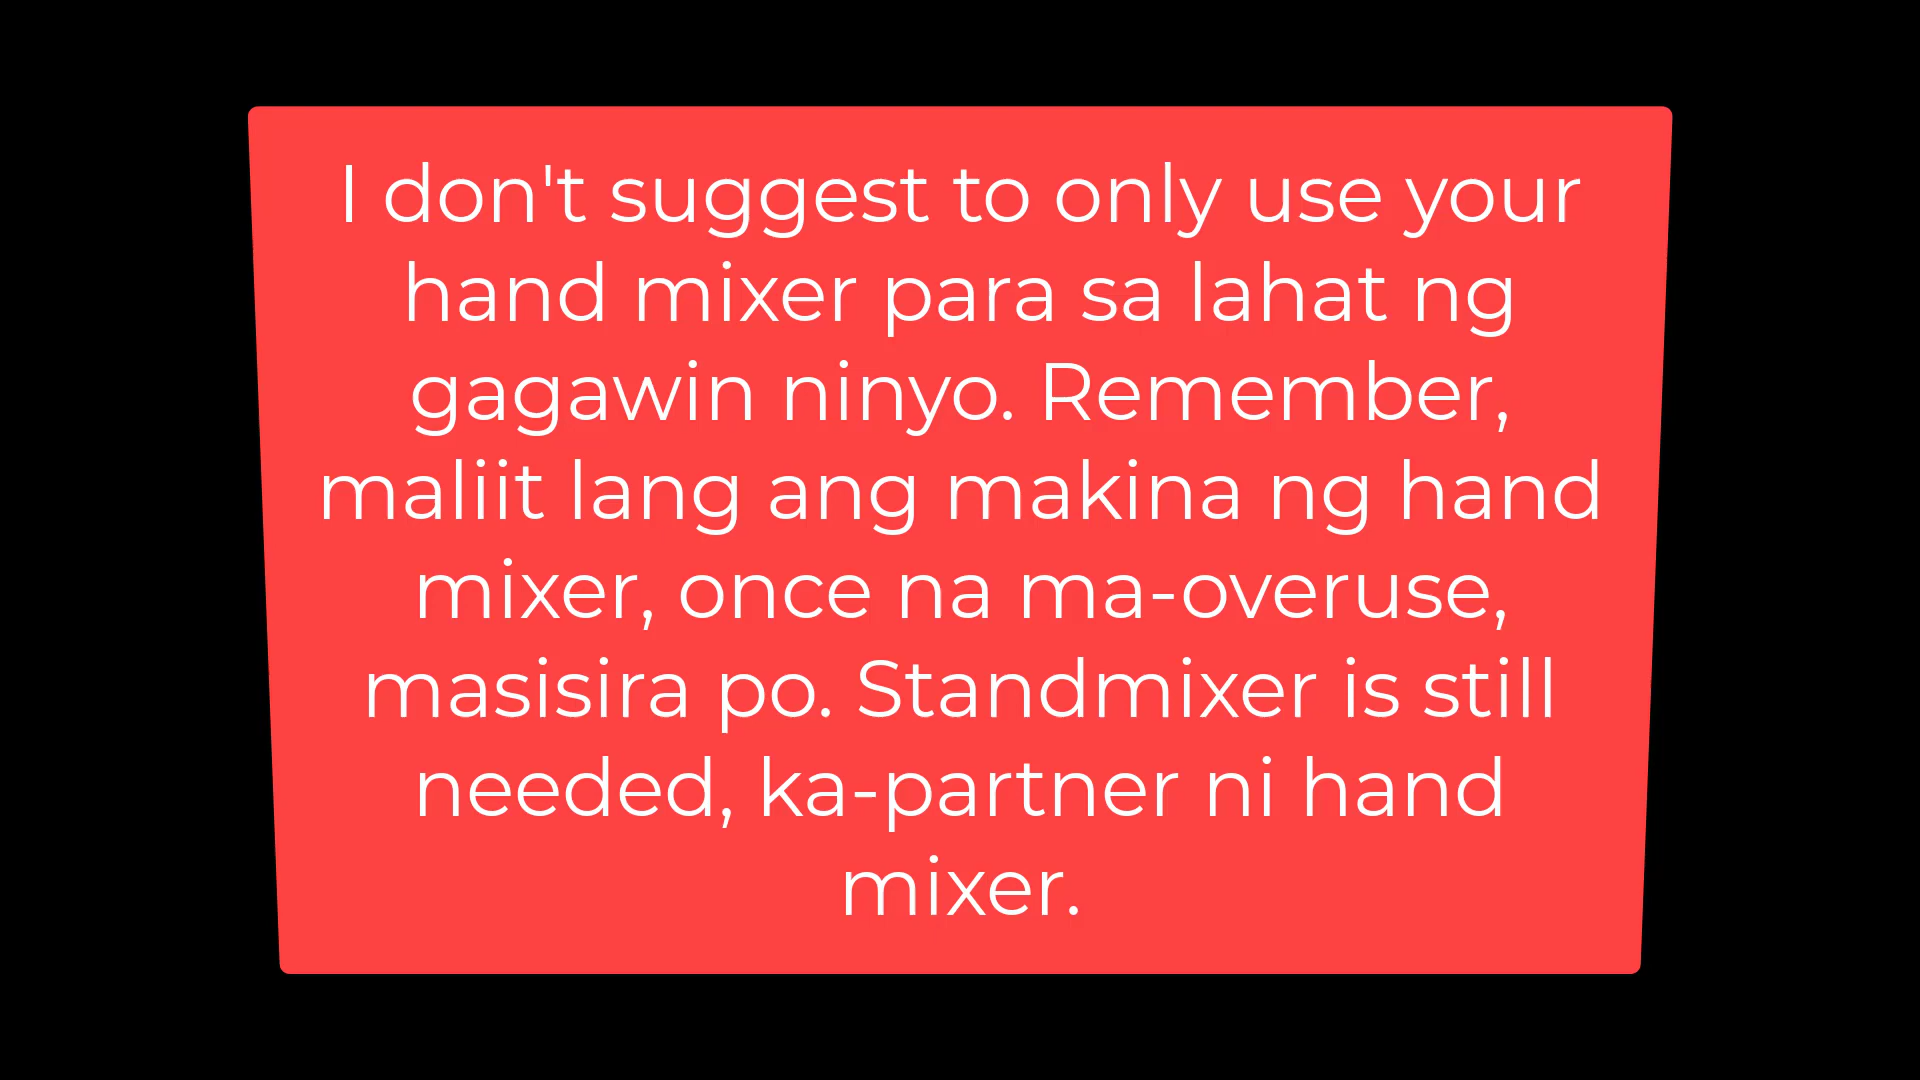 I don't suggest to only use your
hand mixer para sa lahat ng
gagawin ninyo. Remember,
maliit lang ang makina ng hand
mixer, once na ma-overuse,
masisira po. Standmixer is still
needed, ka-partner ni hand
mixer.